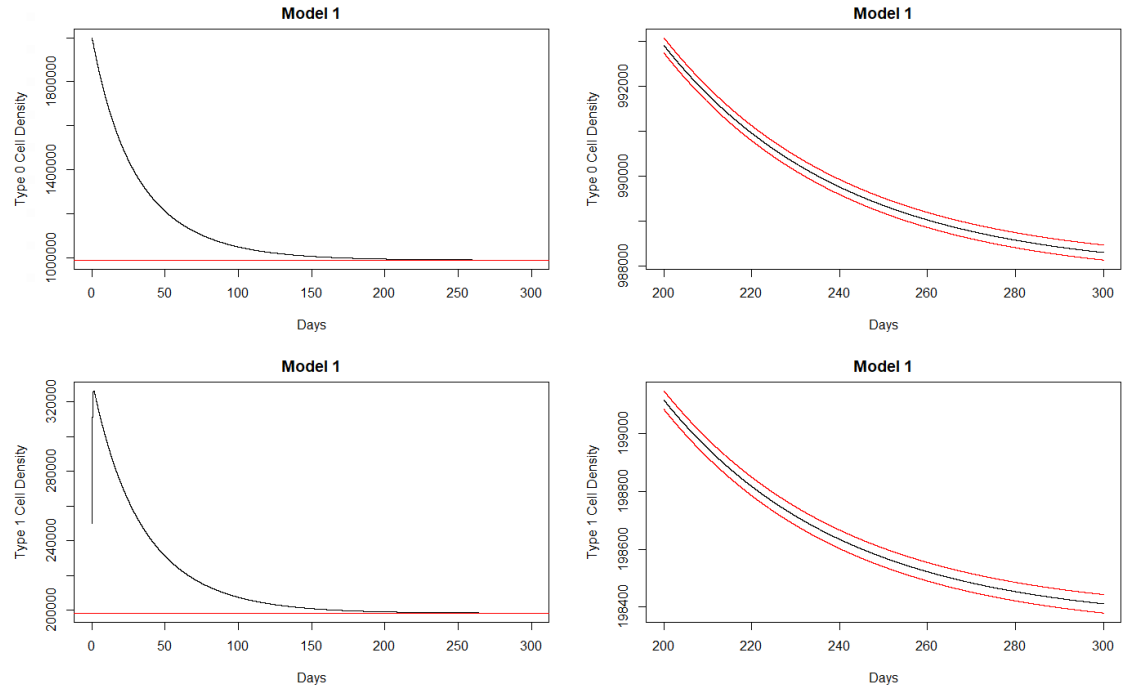 Model 1
Type 0 Cell Density
1000000 1400000 1800000
0 50 100 150 200 250 300
Days
Model 1
Type 0 Cell Density
988000 990000 992000
200 220 240 260 280 300
Days
Model 1
Type 1 Cell Density
200000 240000 280000 320000
0 50 100 150 200 250 300
Days
Model 1
Type 1 Cell Density
198400 198600 198800 199000
200 220 240 260 280 300
Days